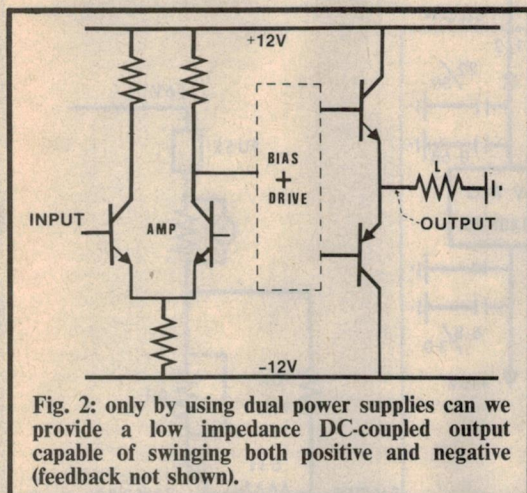 +12V
BIAS
+
DRIVE
L
INPUT
AMP
OUTPUT
-12V
Fig. 2: only by using dual power supplies can we
provide a low impedance DC-coupled output
capable of swinging both positive and negative
(feedback not shown).